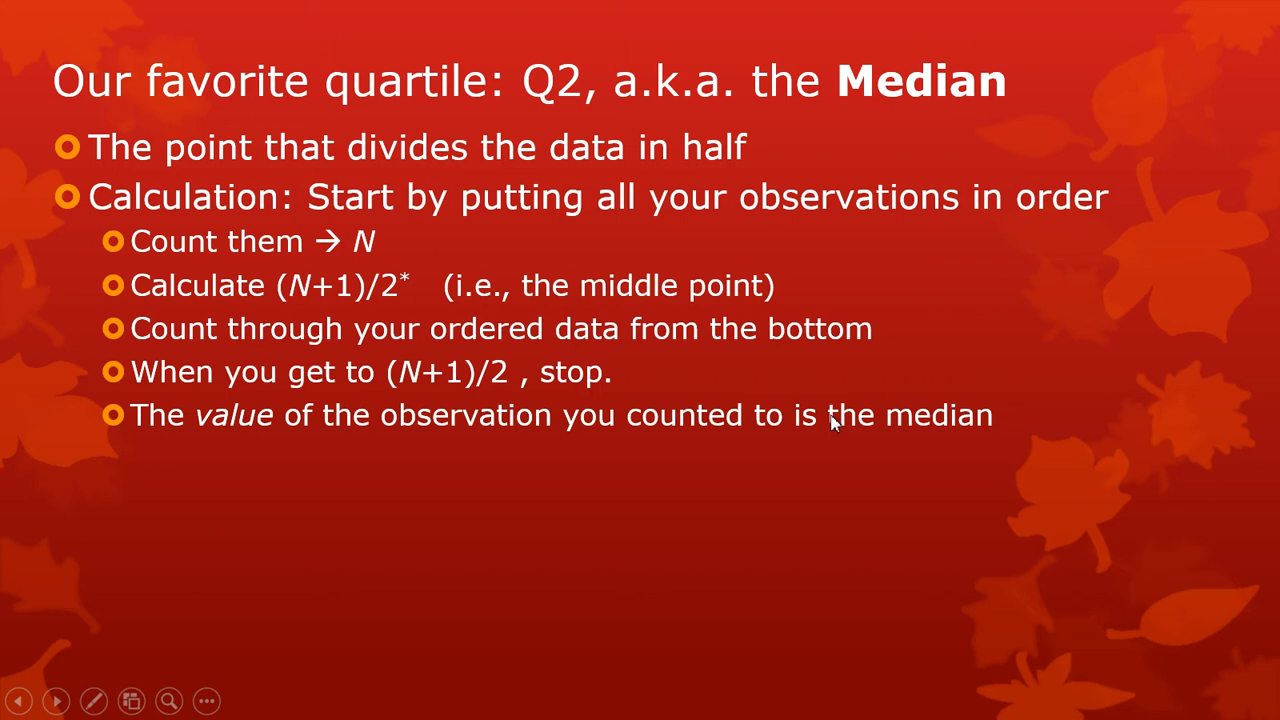 Our favorite quartile: Q2, a.k.a. the Median
The point that divides the data in half
Calculation: Start by putting all your observations in order
Count them → N
Calculate (N+1)/2* (i.e., the middle point)
Count through your ordered data from the bottom
When you get to (N+1)/2 , stop.
The value of the observation you counted to is the median